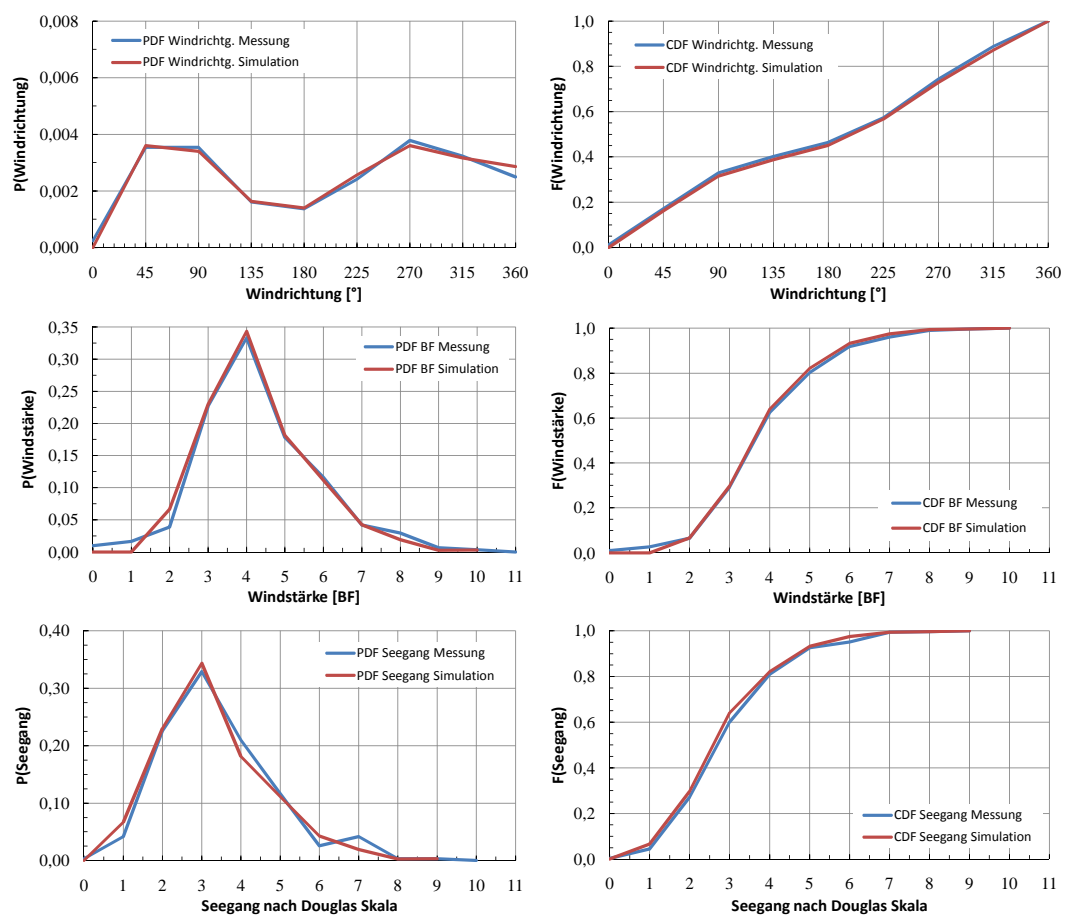 0,008
0,006
0,004
0,002
0,000
P(Windrichtung)
PDF Windrichtg. Messung
PDF Windrichtg. Simulation
0 45 90 135 180 225 270 315 360
Windrichtung [°]
1,0
0,8
0,6
0,4
0,2
0,0
F(Windrichtung)
CDF Windrichtg. Messung
CDF Windrichtg. Simulation
0 45 90 135 180 225 270 315 360
Windrichtung [°]
0,35
0,30
0,25
0,20
0,15
0,10
0,05
0,00
P(Windstärke)
PDF BF Messung
PDF BF Simulation
0 1 2 3 4 5 6 7 8 9 10 11
Windstärke [BF]
1,0
0,8
0,6
0,4
0,2
0,0
F(Windstärke)
CDF BF Messung
CDF BF Simulation
0 1 2 3 4 5 6 7 8 9 10 11
Windstärke [BF]
0,40
0,30
0,20
0,10
0,00
P(Seegang)
PDF Seegang Messung
PDF Seegang Simulation
0 1 2 3 4 5 6 7 8 9 10 11
Seegang nach Douglas Skala
1,0
0,8
0,6
0,4
0,2
0,0
F(Seegang)
CDF Seegang Messung
CDF Seegang Simulation
0 1 2 3 4 5 6 7 8 9 10 11
Seegang nach Douglas Skala